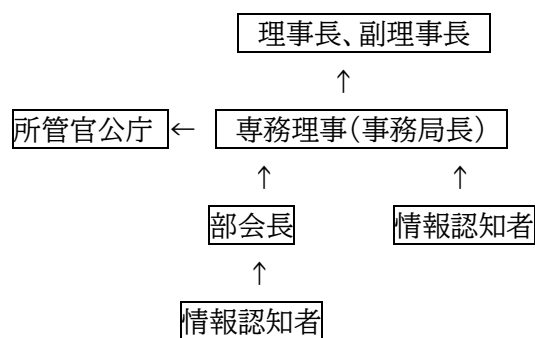 理事長、副理事長
↑
所管官公庁 ← 専務理事(事務局長)
↑ ↑
部会長 情報認知者
↑
情報認知者